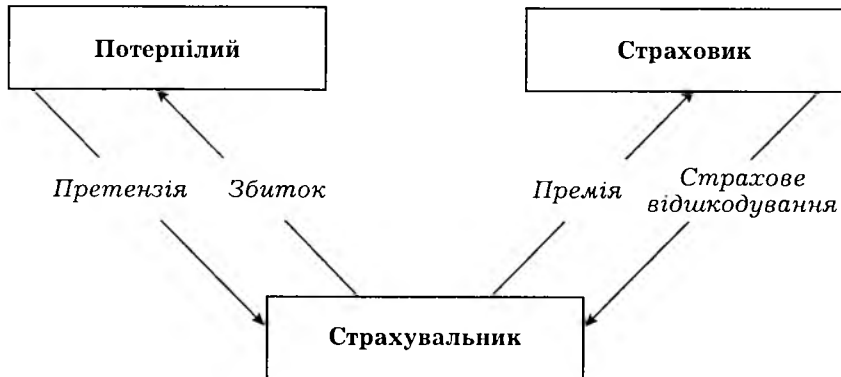 Потерпілий
Страховик
Претензія
Збиток
Премія
Страхове
відшкодування
Страхувальник